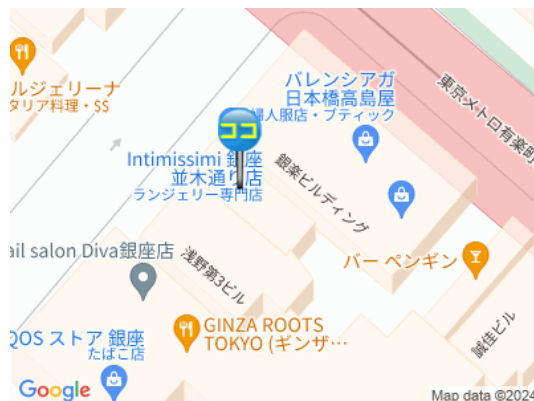 ルジェリーナ
タリア料理・$$
バレンシアガ
日本橋高島屋
婦人服店・ブティック
東京メトロ有楽町
ココ
Intimissimi 銀座
並木通り店
ランジェリー専門店
銀楽ビルディング
ail salon Diva銀座店
浅野第3ビル
バー ペンギン
誠佳ビル
QOS ストア 銀座
たばこ店
GINZA ROOTS
TOKYO (ギンザ…
Google
Map data ©2024